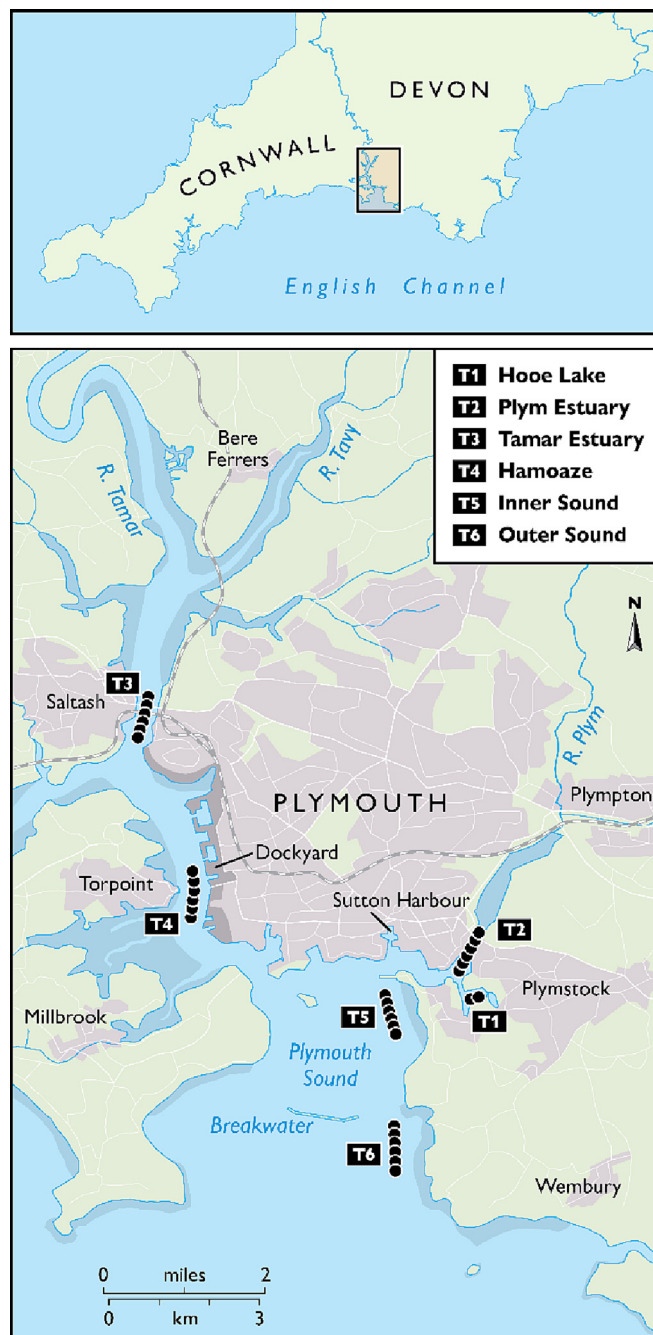 DEVON
CORNWALL
English Channel
T1 Hooe Lake
T2 Plym Estuary
T3 Tamar Estuary
T4 Hamoaze
T5 Inner Sound
T6 Outer Sound
Bere
Ferrers
R. Tavy
R. Tamar
N
T3
Saltash
R. Plym
PLYMOUTH
Plympton
Dockyard
Torpoint
Sutton Harbour
T4
T2
Plymstock
Millbrook
T5
T1
Plymouth
Sound
Breakwater
T6
Wembury
0 miles 2
0 km 3